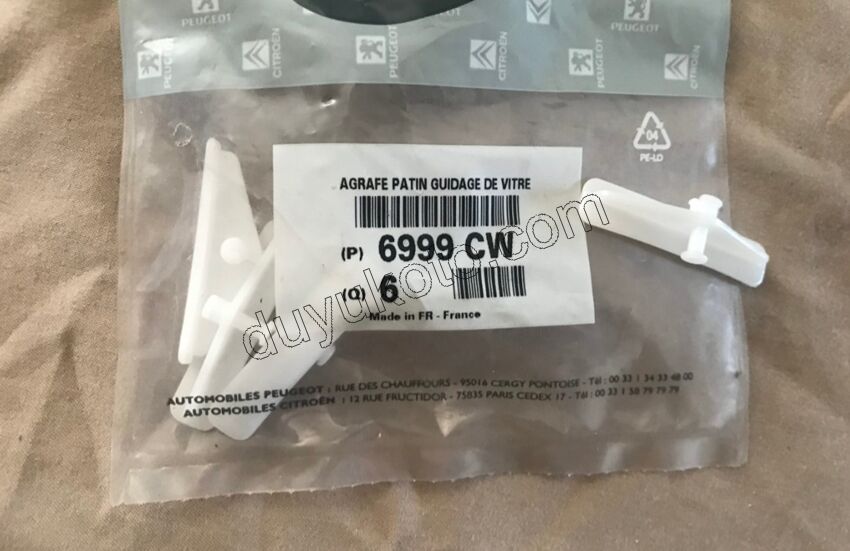 PEUGEOT
PEUGEOT
CITROËN
PEUGEOT
CITROËN
PEUGEOT
CITROËN
04
PE-LD
AGRAFE PATIN GUIDAGE DE VITRE
(P) 6999 CW
(Q) 6
Made in FR - France
duyukoto.com
AUTOMOBILES PEUGEOT : RUE DES CHAUFFOURS - 95016 CERGY PONTOISE - Tél : 00 33 1 34 33 48 00
AUTOMOBILES CITROËN : 12 RUE FRUCTIDOR - 75835 PARIS CEDEX 17 - Tél : 00 33 1 58 79 79 79